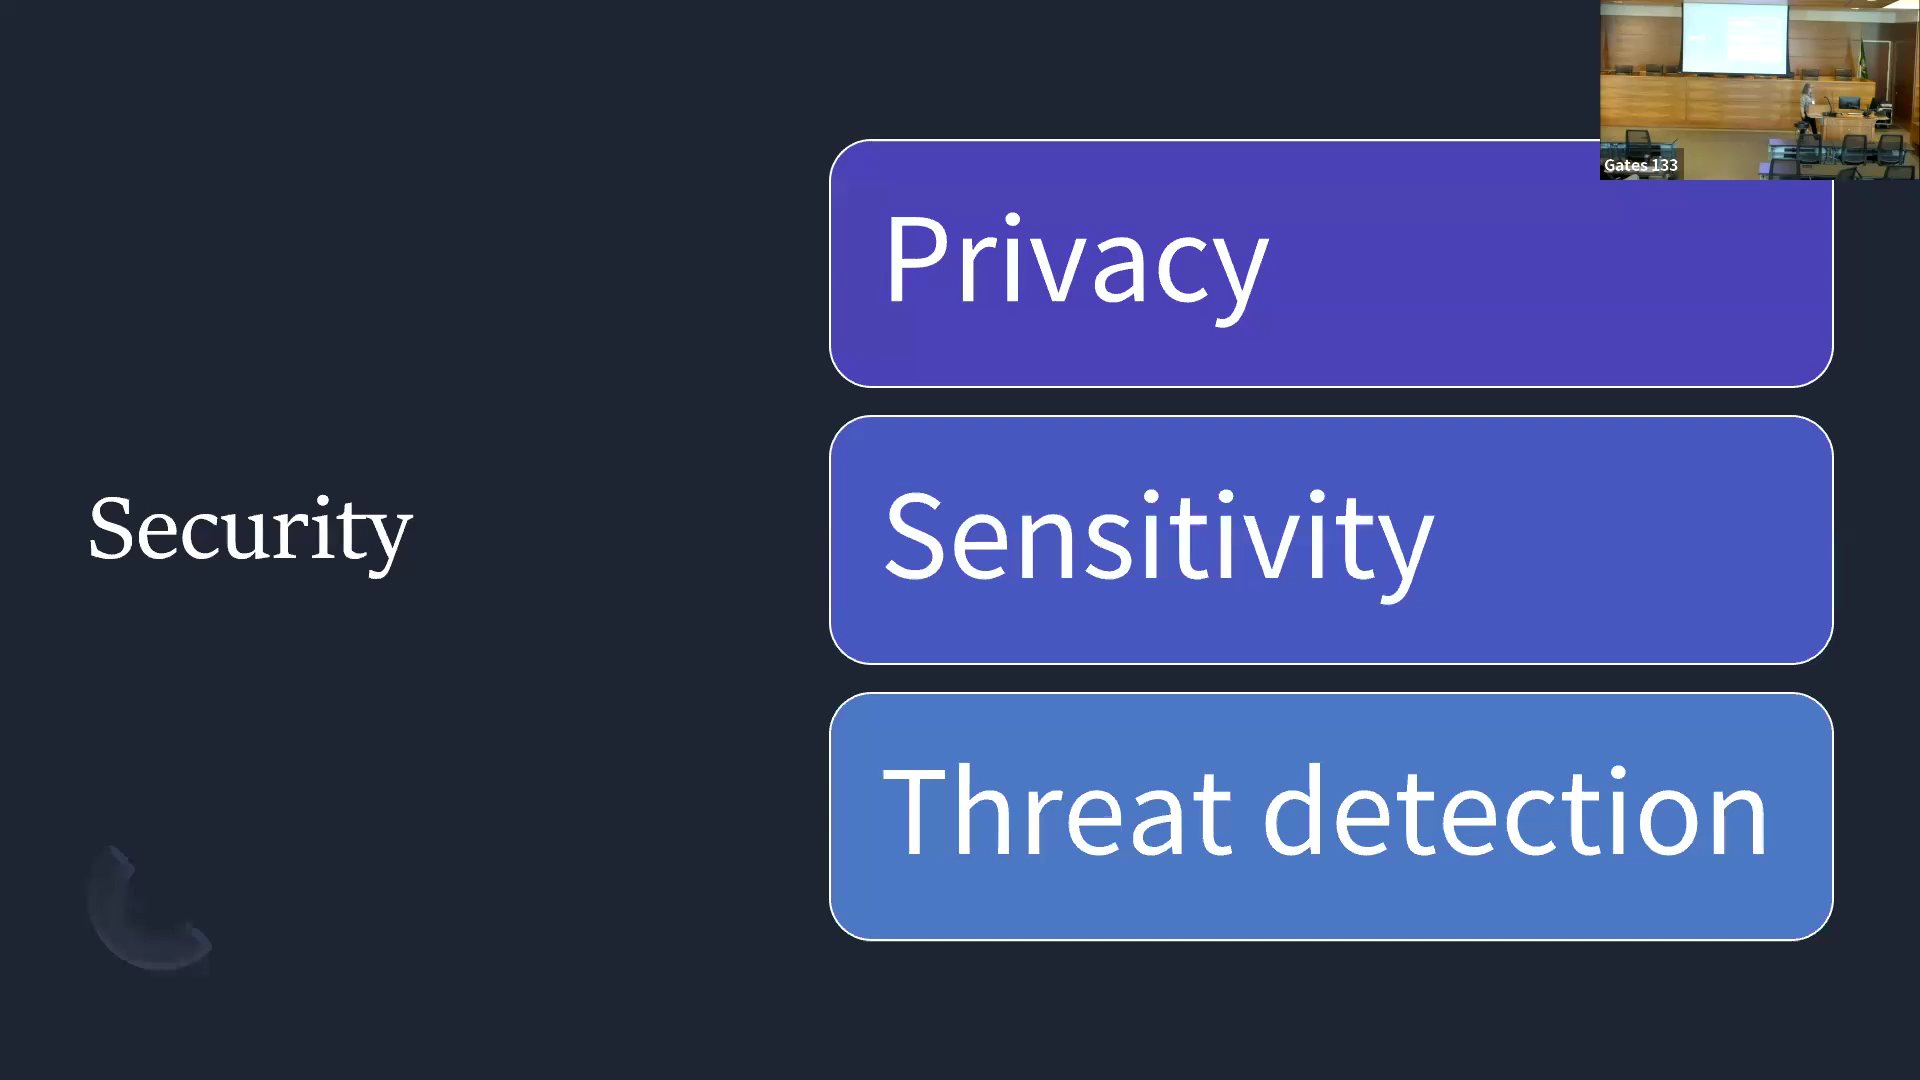 Security
Privacy
Sensitivity
Threat detection
Gates 133